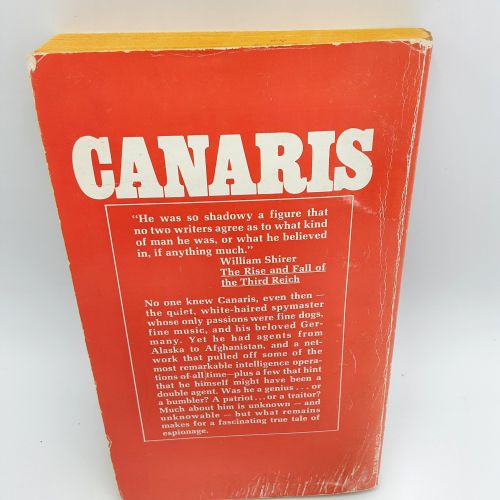 CANARIS
"He was so shadowy a figure that
no two writers agree as to what kind
of man he was, or what he believed
in, if anything much."
William Shirer
The Rise and Fall of
the Third Reich
No one knew Canaris, even then —
the quiet, white-haired spymaster
whose only passions were fine dogs,
fine music, and his beloved Ger-
many. Yet he had agents from
Alaska to Afghanistan, and a net-
work that pulled off some of the
most remarkable intelligence opera-
tions of all time—plus a few that hint
that he himself might have been a
double agent. Was he a genius . . . or
a bumbler? A patriot . . . or a traitor?
Much about him is unknown — and
unknowable — but what remains
makes for a fascinating true tale of
espionage.